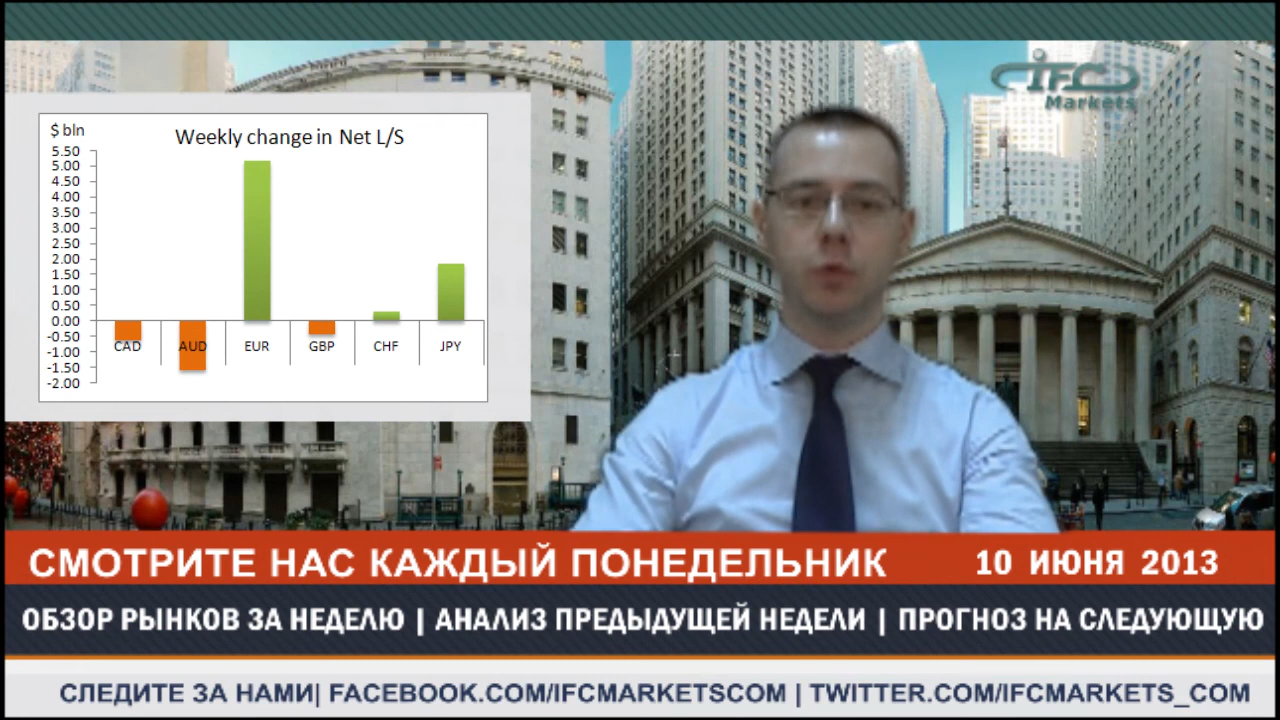 iFC
Markets
$ bln
Weekly change in Net L/S
5.50
5.00
4.50
4.00
3.50
3.00
2.50
2.00
1.50
1.00
0.50
0.00
-0.50
-1.00
-1.50
-2.00
CAD AUD EUR GBP CHF JPY
СМОТРИТЕ НАС КАЖДЫЙ ПОНЕДЕЛЬНИК 10 ИЮНЯ 2013
ОБЗОР РЫНКОВ ЗА НЕДЕЛЮ | АНАЛИЗ ПРЕДЫДУЩЕЙ НЕДЕЛИ | ПРОГНОЗ НА СЛЕДУЮЩУЮ
СЛЕДИТЕ ЗА НАМИ| FACEBOOK.COM/IFCMARKETSCOM | TWITTER.COM/IFCMARKETS_COM